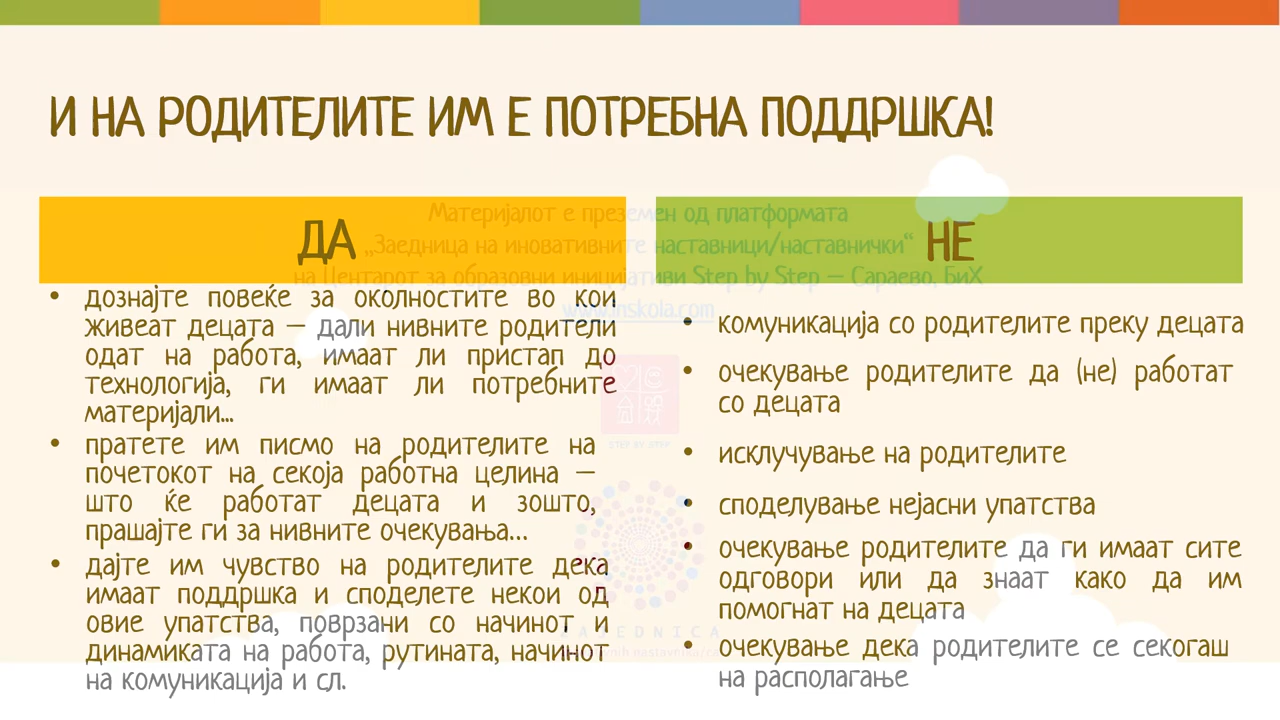 И НА РОДИТЕЛИТЕ ИМ Е ПОТРЕБНА ПОДДРШКА!
ДА
дознајте повеќе за околностите во кои
живеат децата – дали нивните родители
одат на работа, имаат ли пристап до
технологија, ги имаат ли потребните
материјали...
пратете им писмо на родителите на
почетокот на секоја работна целина –
што ќе работат децата и зошто,
прашајте ги за нивните очекувања...
дајте им чувство на родителите дека
имаат поддршка и споделете некои од
овие упатства, поврзани со начинот и
динамиката на работа, рутината, начинот
на комуникација и сл.
НЕ
комуникација со родителите преку децата
очекување родителите да (не) работат
со децата
исклучување на родителите
споделување нејасни упатства
очекување родителите да ги имаат сите
одговори или да знаат како да им
помогнат на децата
очекување дека родителите се секогаш
на располагање
Материјалот е преземен од платформата
„Заедница на иновативните наставници/наставнички“
на Центарот за образовни иницијативи Step by Step – Сараево, БиХ
www.inskola.com
STEP BY STEP
ZAJEDNICA